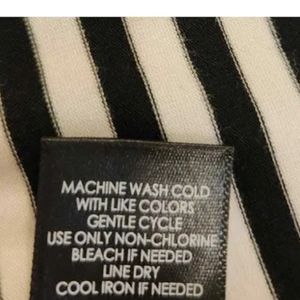 MACHINE WASH COLD
WITH LIKE COLORS
GENTLE CYCLE
USE ONLY NON-CHLORINE
BLEACH IF NEEDED
LINE DRY
COOL IRON IF NEEDED